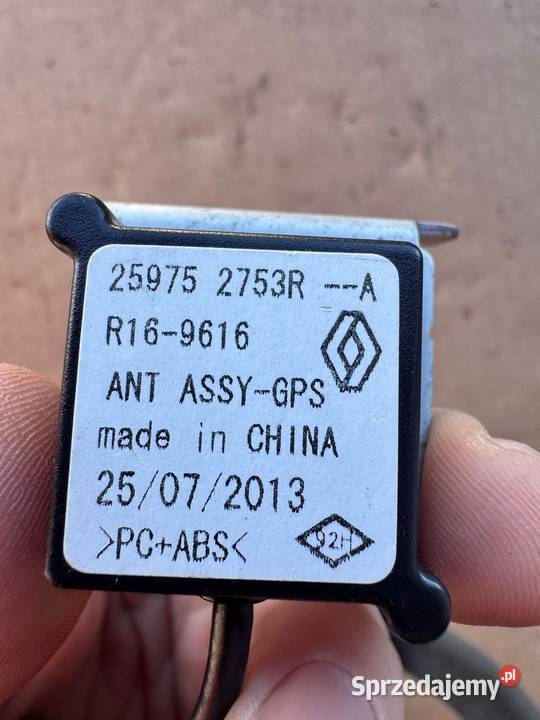 25975 2753R --A
R16-9616
ANT ASSY-GPS
made in CHINA
25/07/2013
>PC+ABS<
92H
Sprzedajemy.pl